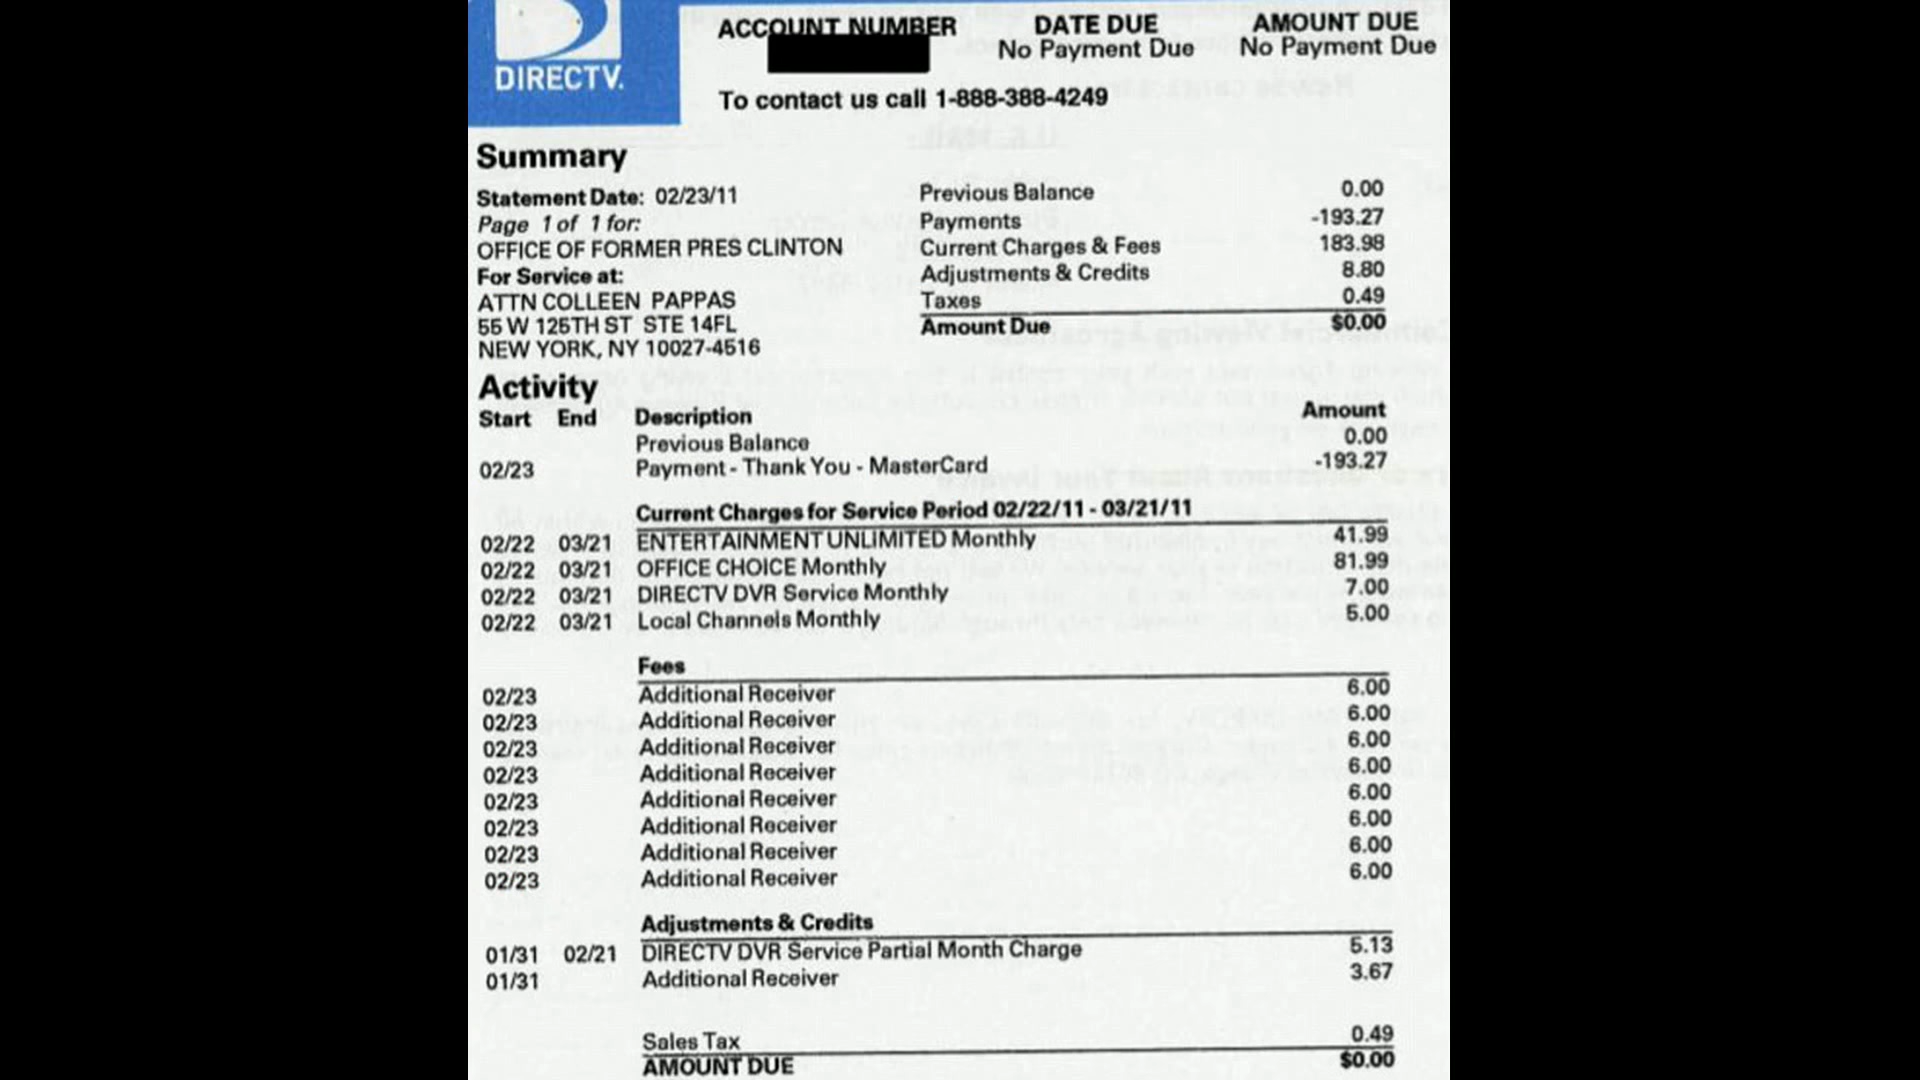 DIRECTV.
ACCOUNT NUMBER DATE DUE AMOUNT DUE
No Payment Due No Payment Due
To contact us call 1-888-388-4249
Summary
Statement Date: 02/23/11
Page 1 of 1 for:
OFFICE OF FORMER PRES CLINTON
For Service at:
ATTN COLLEEN PAPPAS
55 W 125TH ST STE 14FL
NEW YORK, NY 10027-4516
Previous Balance 0.00
Payments -193.27
Current Charges & Fees 183.98
Adjustments & Credits 8.80
Taxes 0.49
Amount Due $0.00
Activity
Start End Description Amount
Previous Balance 0.00
02/23 Payment - Thank You - MasterCard -193.27
Current Charges for Service Period 02/22/11 - 03/21/11
02/22 03/21 ENTERTAINMENT UNLIMITED Monthly 41.99
02/22 03/21 OFFICE CHOICE Monthly 81.99
02/22 03/21 DIRECTV DVR Service Monthly 7.00
02/22 03/21 Local Channels Monthly 5.00
Fees
02/23 Additional Receiver 6.00
02/23 Additional Receiver 6.00
02/23 Additional Receiver 6.00
02/23 Additional Receiver 6.00
02/23 Additional Receiver 6.00
02/23 Additional Receiver 6.00
02/23 Additional Receiver 6.00
02/23 Additional Receiver 6.00
Adjustments & Credits
01/31 02/21 DIRECTV DVR Service Partial Month Charge 5.13
01/31 Additional Receiver 3.67
Sales Tax 0.49
AMOUNT DUE $0.00